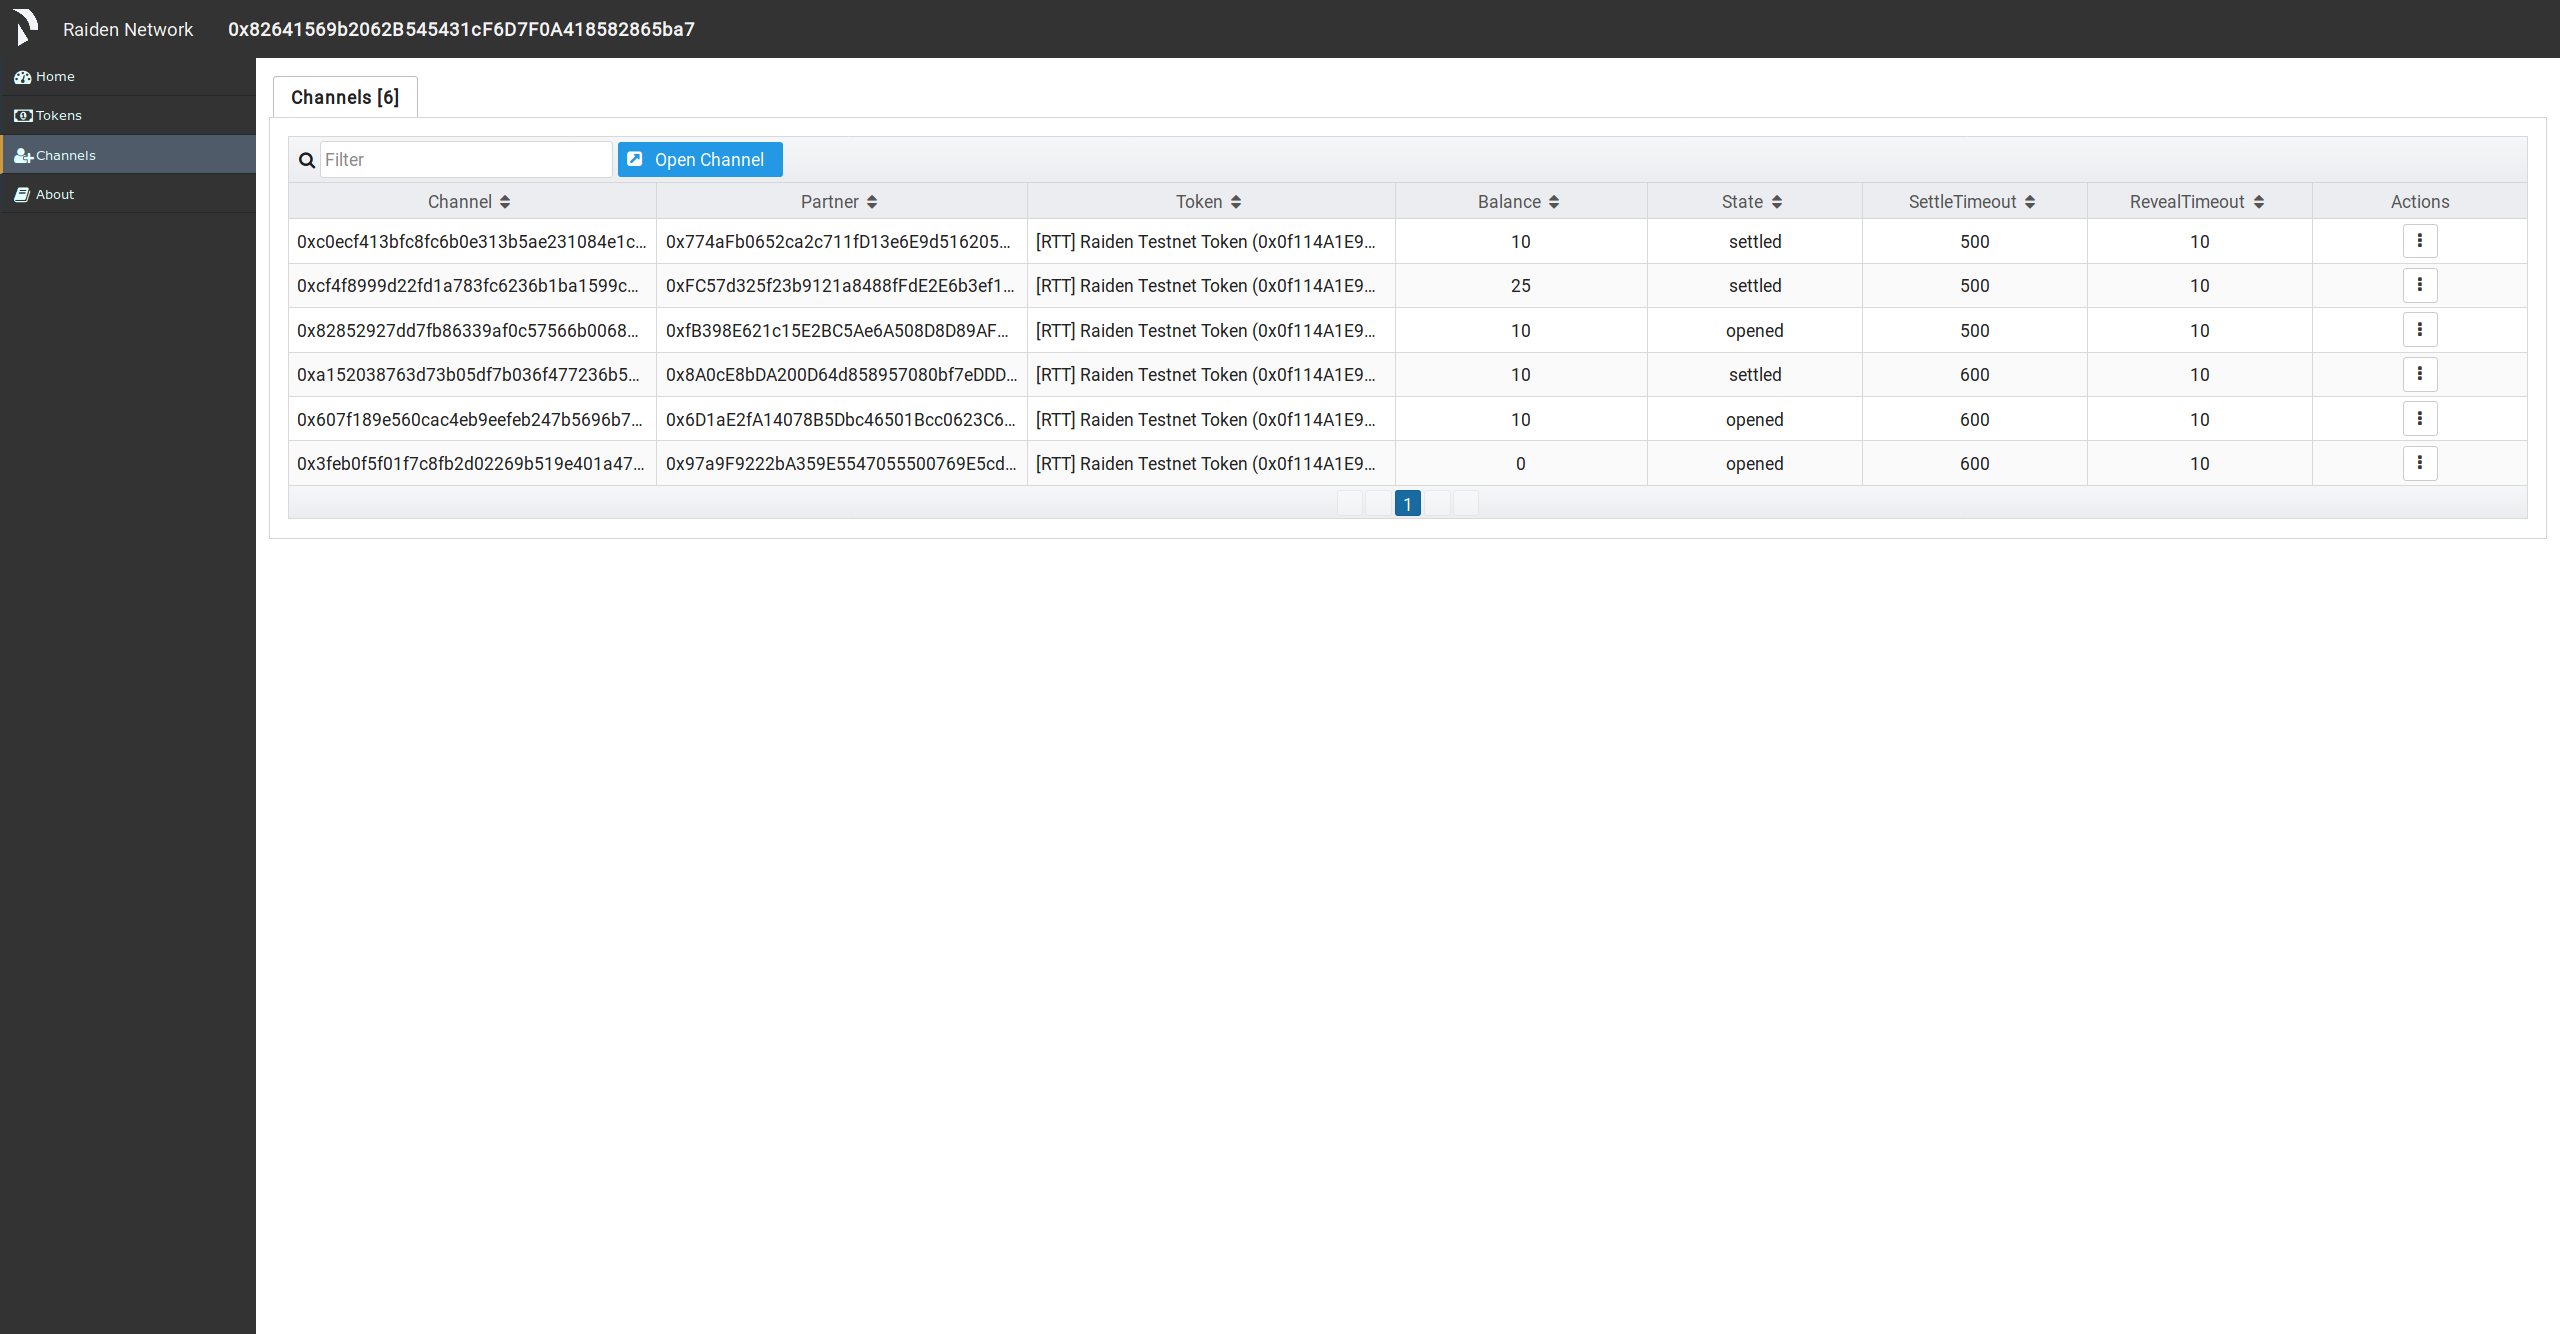 Raiden Network 0x82641569b2062B545431cF6D7F0A418582865ba7
Home
Tokens
Channels
About
Channels [6]
Filter Open Channel
Channel Partner Token Balance State SettleTimeout RevealTimeout Actions
0xc0ecf413bfc8fc6b0e313b5ae231084e1c... 0x774aFb0652ca2c711fD13e6E9d516205... [RTT] Raiden Testnet Token (0x0f114A1E9... 10 settled 500 10
0xcf4f8999d22fd1a783fc6236b1ba1599c... 0xFC57d325f23b9121a8488fFdE2E6b3ef1... [RTT] Raiden Testnet Token (0x0f114A1E9... 25 settled 500 10
0x82852927dd7fb86339af0c57566b0068... 0xfB398E621c15E2BC5Ae6A508D8D89AF... [RTT] Raiden Testnet Token (0x0f114A1E9... 10 opened 500 10
0xa152038763d73b05df7b036f477236b5... 0x8A0cE8bDA200D64d858957080bf7eDDD... [RTT] Raiden Testnet Token (0x0f114A1E9... 10 settled 600 10
0x607f189e560cac4eb9eefeb247b5696b7... 0x6D1aE2fA14078B5Dbc46501Bcc0623C6... [RTT] Raiden Testnet Token (0x0f114A1E9... 10 opened 600 10
0x3feb0f5f01f7c8fb2d02269b519e401a47... 0x97a9F9222bA359E5547055500769E5cd... [RTT] Raiden Testnet Token (0x0f114A1E9... 0 opened 600 10
1